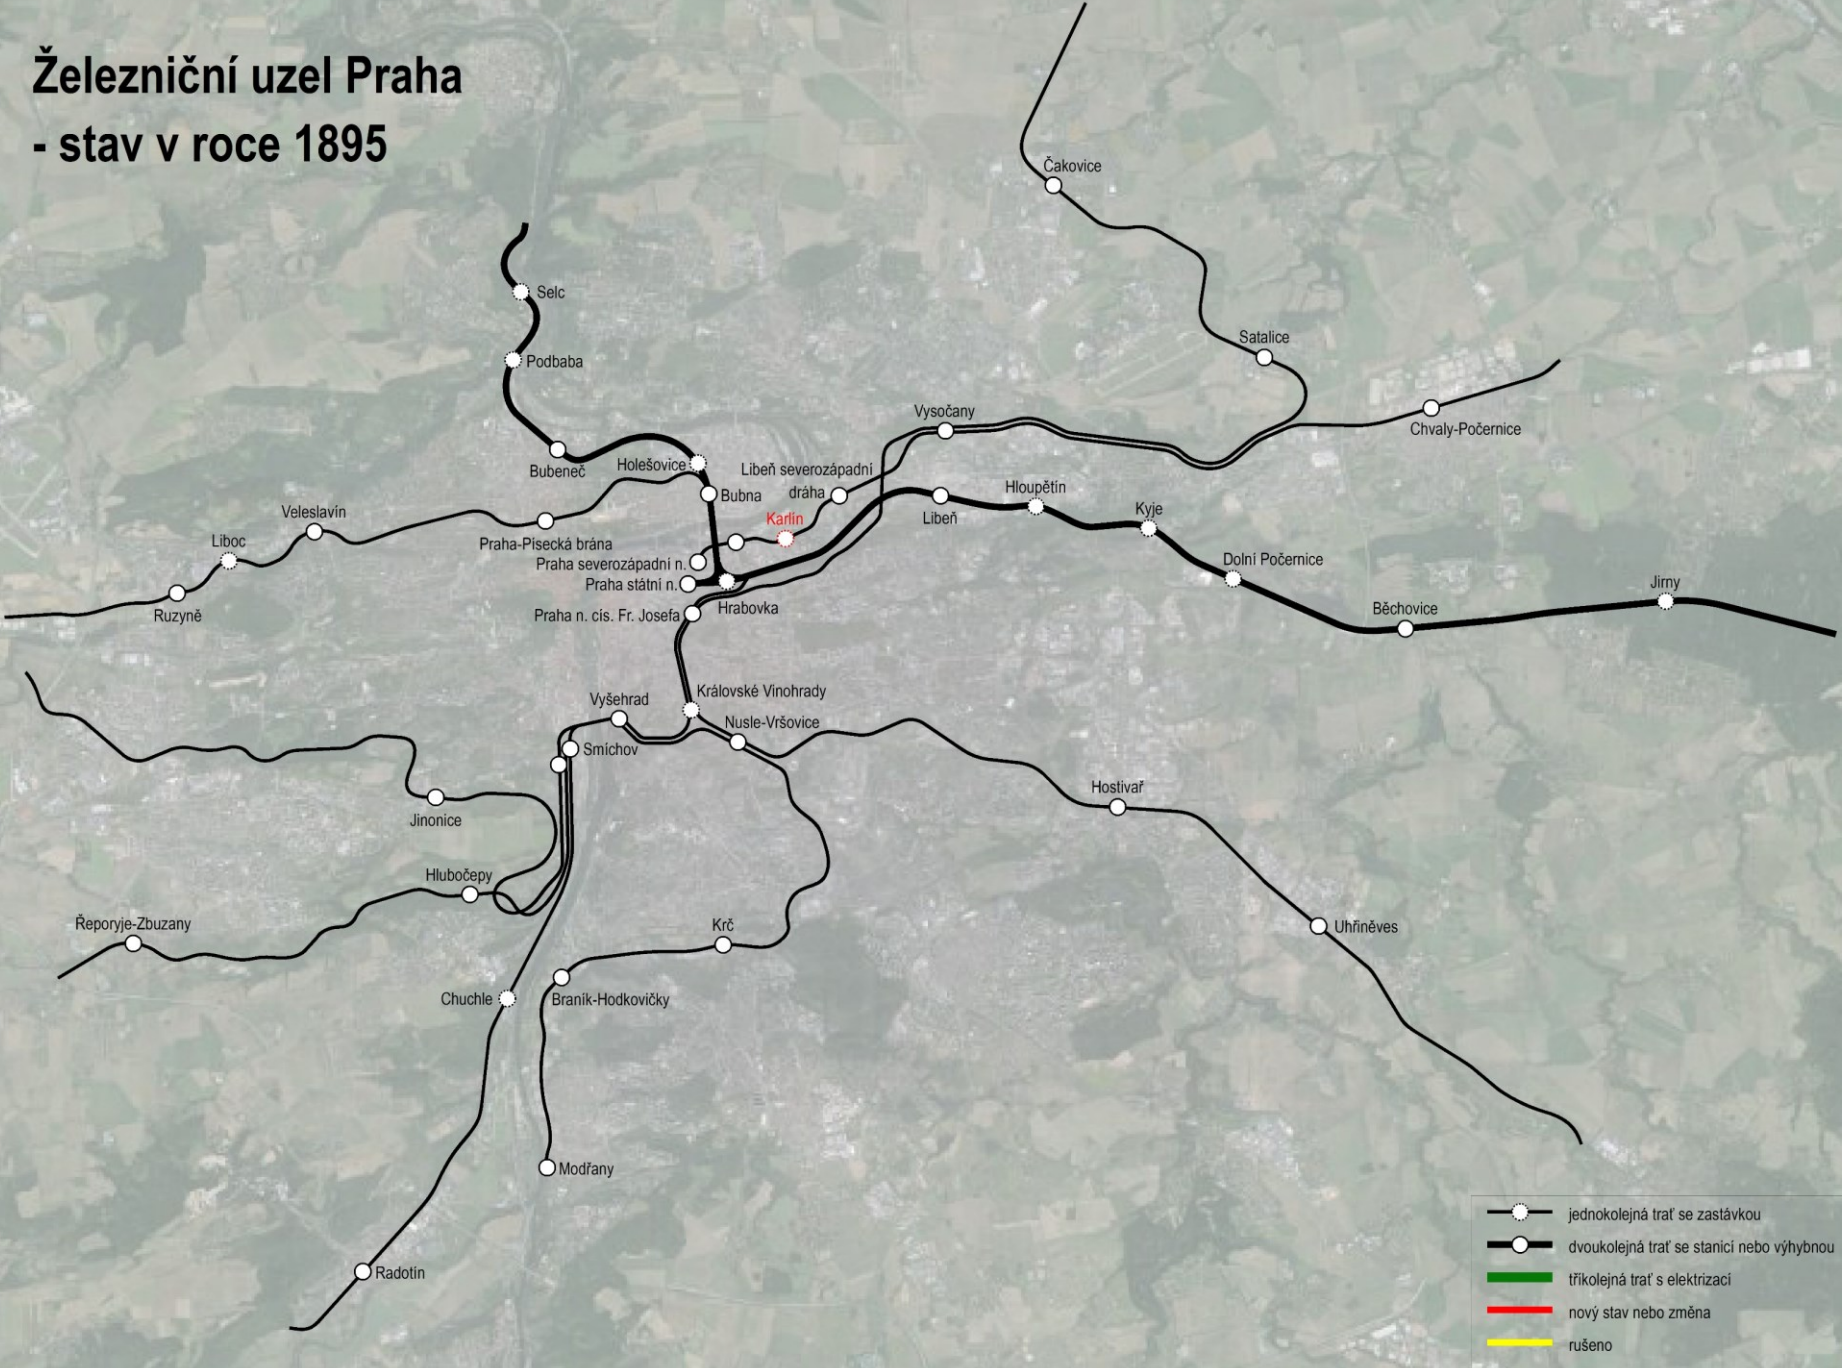 Železniční uzel Praha
- stav v roce 1895
Čakovice
Selc
Satalice
Podbaba
Vysočany
Chvaly-Počernice
Bubeneč
Holešovice
Libeň severozápadní
dráha
Bubna
Hloupětín
Veleslavín
Karlín
Libeň
Kyje
Liboc
Praha-Písecká brána
Praha severozápadní n.
Dolní Počernice
Praha státní n.
Jirny
Ruzyně
Praha n. cís. Fr. Josefa
Hrabovka
Běchovice
Královské Vinohrady
Vyšehrad
Nusle-Vršovice
Smíchov
Hostivař
Jinonice
Hlubočepy
Řeporyje-Zbuzany
Krč
Uhřiněves
Chuchle
Braník-Hodkovičky
Modřany
Radotín
jednokolejná trať se zastávkou
dvoukolejná trať se stanicí nebo výhybnou
tříkolejná trať s elektrizací
nový stav nebo změna
rušeno